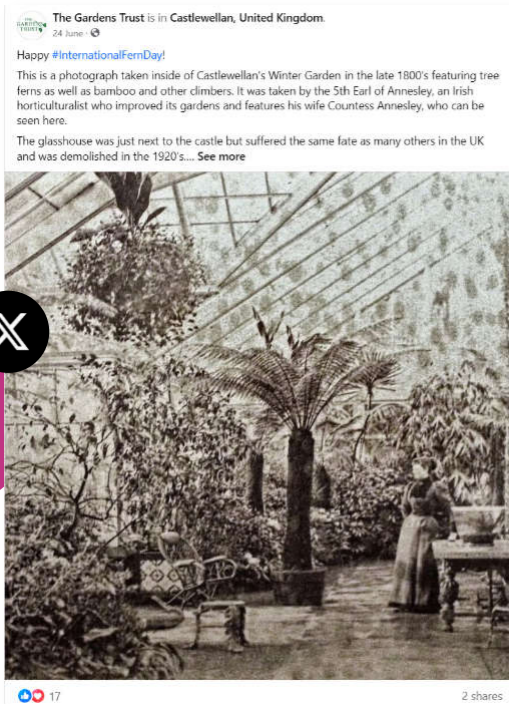 THE
GARDENS
TRUST
The Gardens Trust is in Castlewellan, United Kingdom.
24 June ·
Happy #InternationalFernDay!
This is a photograph taken inside of Castlewellan's Winter Garden in the late 1800's featuring tree
ferns as well as bamboo and other climbers. It was taken by the 5th Earl of Annesley, an Irish
horticulturalist who improved its gardens and features his wife Countess Annesley, who can be
seen here.
The glasshouse was just next to the castle but suffered the same fate as many others in the UK
and was demolished in the 1920's.... See more
X
17
2 shares